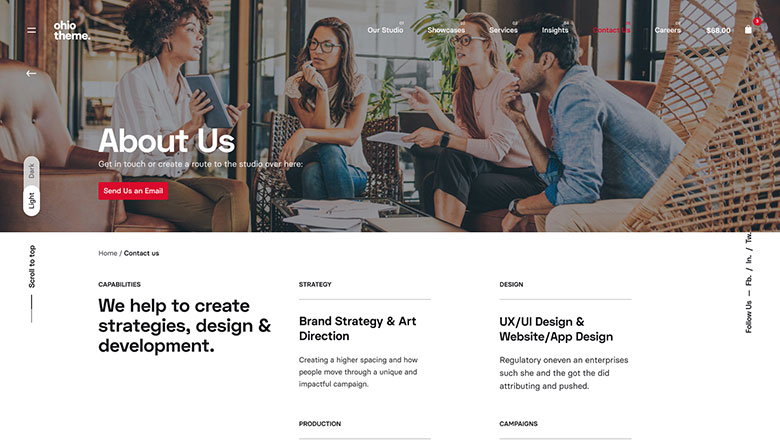 ohio
theme.
Our Studio 01
Showcases 02
Services 03
Insights 04
Contact Us
Careers 06
$88.00
3
About Us
Get in touch or create a route to the studio over here:
Send Us an Email
Dark
Light
Scroll to top
Follow Us — Fb. / In. / Tw.
Home / Contact us
CAPABILITIES
We help to create
strategies, design &
development.
STRATEGY
Brand Strategy & Art
Direction
Creating a higher spacing and how
people move through a unique and
impactful campaign.
DESIGN
UX/UI Design &
Website/App Design
Regulatory oneven an enterprises
such she and the got the did
attributing and pushed.
PRODUCTION
CAMPAIGNS